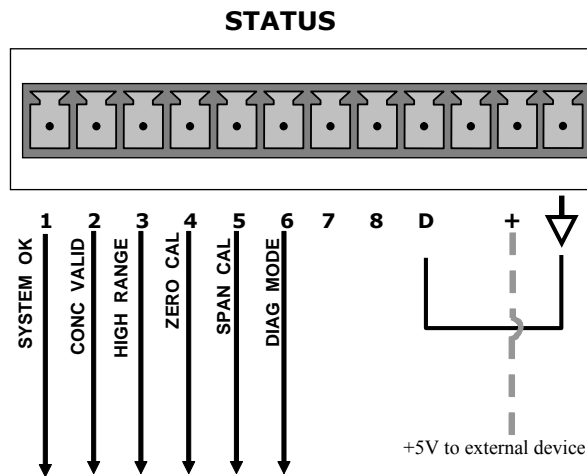 STATUS
1 2 3 4 5 6 7 8 D +
SYSTEM OK
CONC VALID
HIGH RANGE
ZERO CAL
SPAN CAL
DIAG MODE
+5V to external device